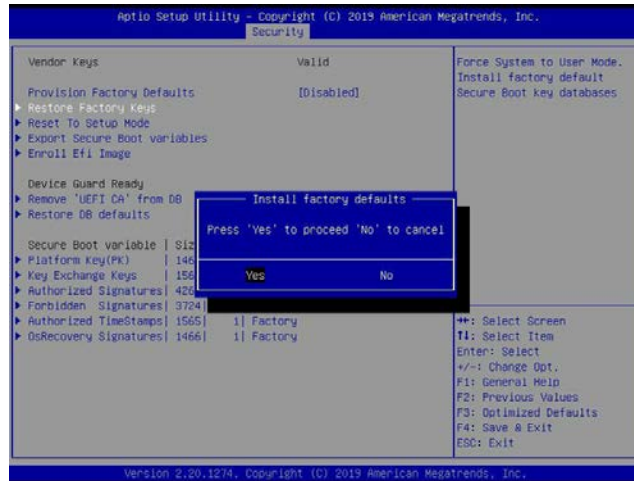 Aptio Setup Utility – Copyright (C) 2019 American Megatrends, Inc.
Security
Vendor Keys Valid
Provision Factory Defaults [Disabled]
Restore Factory Keys
Reset To Setup Mode
Export Secure Boot variables
Enroll Efi Image
Device Guard Ready
Remove 'UEFI CA' from DB
Restore DB defaults
Secure Boot variable | Siz
Platform Key(PK) | 146
Key Exchange Keys | 156
Authorized Signatures| 426
Forbidden Signatures| 3724|
Authorized TimeStamps| 1565| 1| Factory
OsRecovery Signatures| 1466| 1| Factory
Install factory defaults
Press 'Yes' to proceed 'No' to cancel
Yes No
Force System to User Mode.
Install factory default
Secure Boot key databases
↔: Select Screen
↑↓: Select Item
Enter: Select
+/-: Change Opt.
F1: General Help
F2: Previous Values
F3: Optimized Defaults
F4: Save & Exit
ESC: Exit
Version 2.20.1274. Copyright (C) 2019 American Megatrends, Inc.